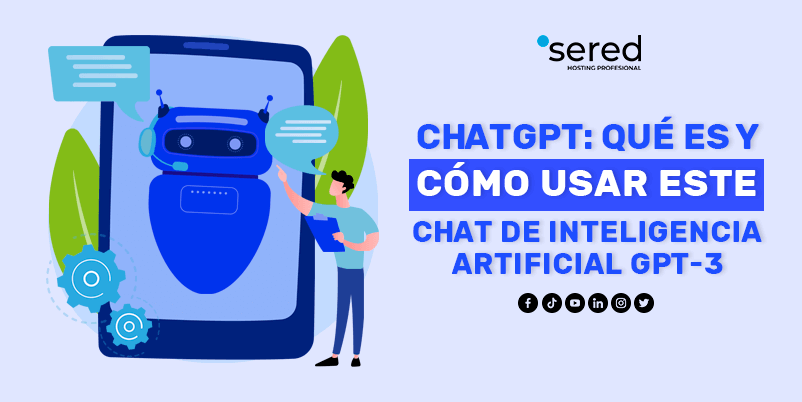 sered
HOSTING PROFESIONAL
CHATGPT: QUÉ ES Y
CÓMO USAR ESTE
CHAT DE INTELIGENCIA
ARTIFICIAL GPT-3